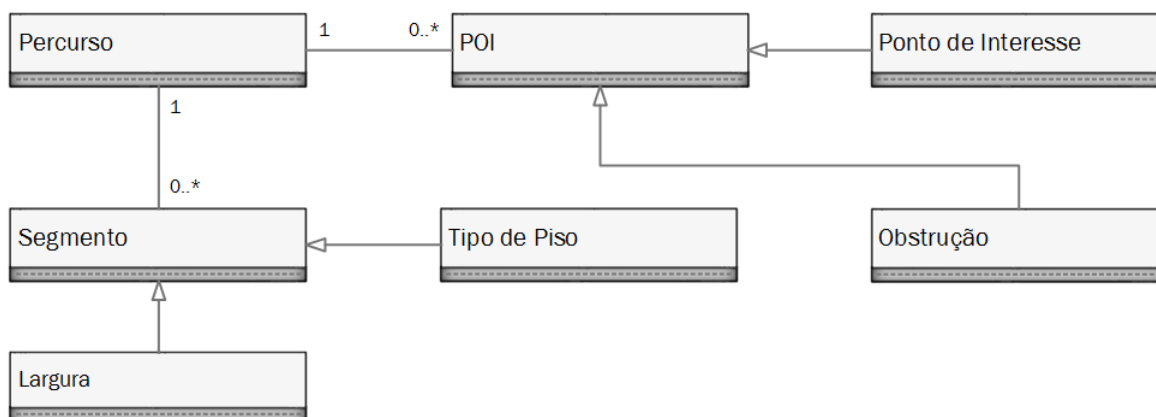 Percurso
1
0..*
POI
Ponto de Interesse
1
0..*
Segmento
Tipo de Piso
Obstrução
Largura